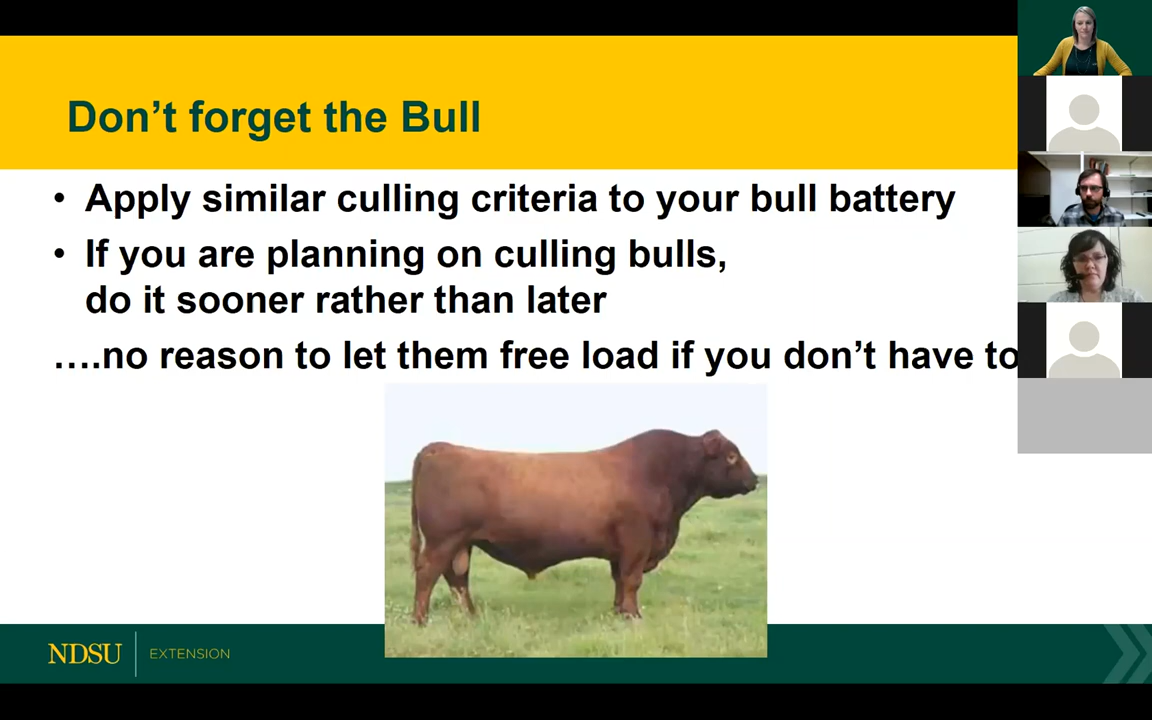 Don’t forget the Bull
• Apply similar culling criteria to your bull battery
• If you are planning on culling bulls,
do it sooner rather than later
….no reason to let them free load if you don’t have to
NDSU EXTENSION